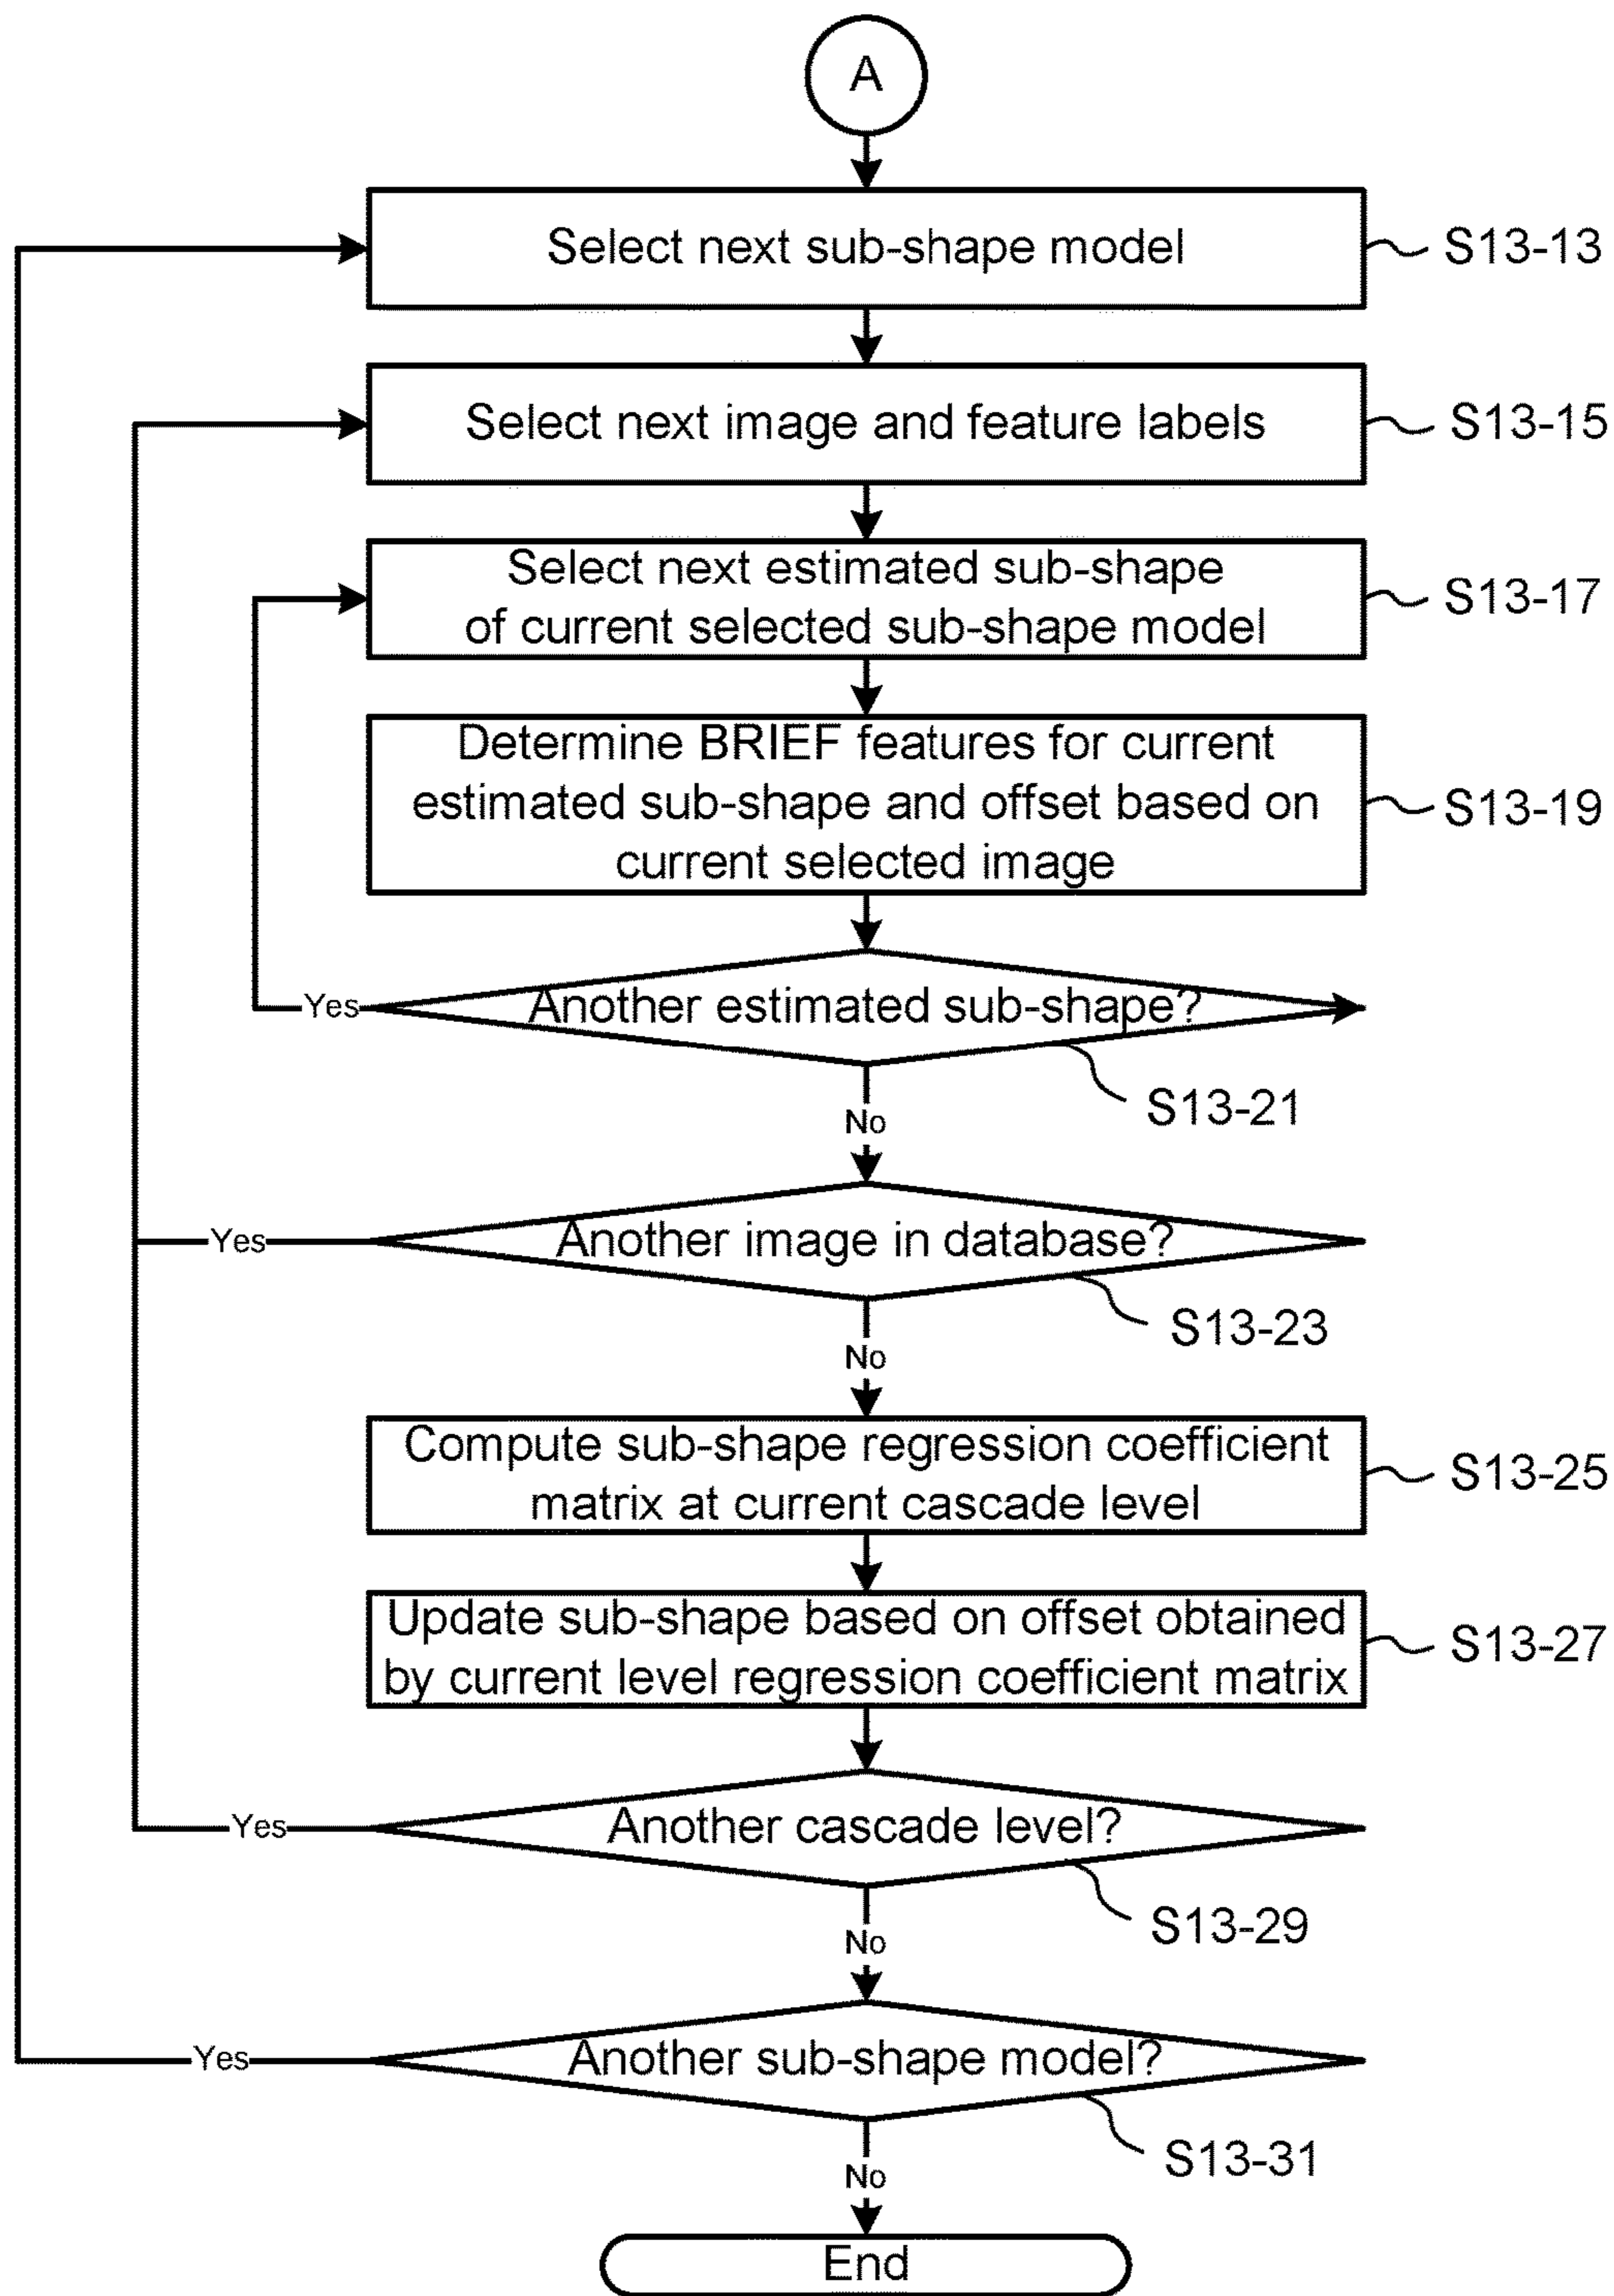 A
Select next sub-shape model
S13-13
Select next image and feature labels
S13-15
Select next estimated sub-shape
of current selected sub-shape model
S13-17
Determine BRIEF features for current
estimated sub-shape and offset based on
current selected image
S13-19
Yes
Another estimated sub-shape?
S13-21
No
Yes
Another image in database?
S13-23
No
Compute sub-shape regression coefficient
matrix at current cascade level
S13-25
Update sub-shape based on offset obtained
by current level regression coefficient matrix
S13-27
Yes
Another cascade level?
S13-29
No
Yes
Another sub-shape model?
S13-31
No
End